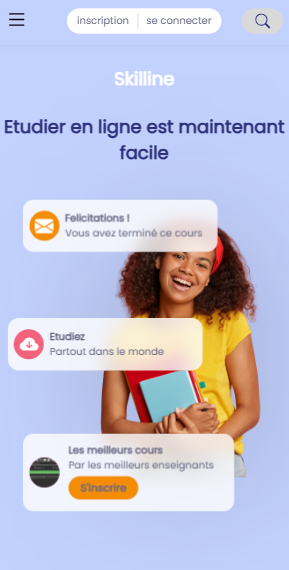 inscription
se connecter
Skilline
Etudier en ligne est maintenant
facile
Felicitations !
Vous avez terminé ce cours
Etudiez
Partout dans le monde
Les meilleurs cours
Par les meilleurs enseignants
S'inscrire